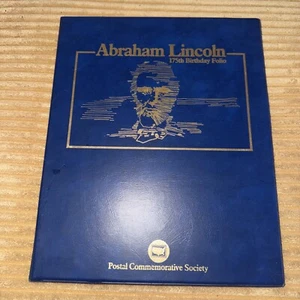 Abraham Lincoln
175th Birthday Folio
Postal Commemorative Society